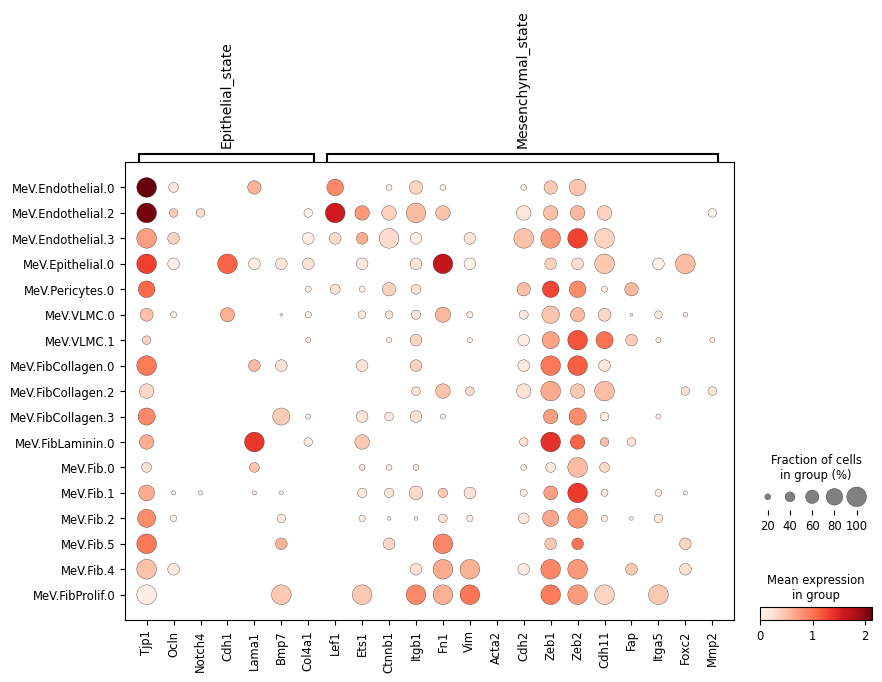 Epithelial_state
Mesenchymal_state
MeV.Endothelial.0
MeV.Endothelial.2
MeV.Endothelial.3
MeV.Epithelial.0
MeV.Pericytes.0
MeV.VLMC.0
MeV.VLMC.1
MeV.FibCollagen.0
MeV.FibCollagen.2
MeV.FibCollagen.3
MeV.FibLaminin.0
MeV.Fib.0
MeV.Fib.1
MeV.Fib.2
MeV.Fib.5
MeV.Fib.4
MeV.FibProlif.0
Tjp1
Ocln
Notch4
Cdh1
Lama1
Bmp7
Col4a1
Lef1
Ets1
Ctnnb1
Itgb1
Fn1
Vim
Acta2
Cdh2
Zeb1
Zeb2
Cdh11
Fap
Itga5
Foxc2
Mmp2
Fraction of cells
in group (%)
20 40 60 80 100
Mean expression
in group
0 1 2